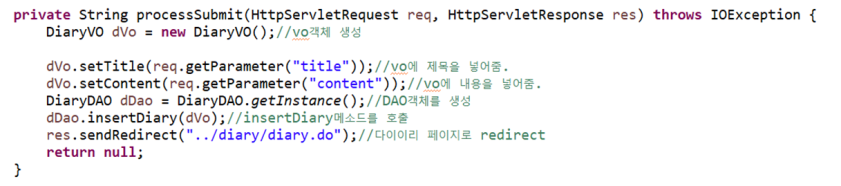 private String processSubmit(HttpServletRequest req, HttpServletResponse res) throws IOException {
DiaryVO dVo = new DiaryVO();//vo객체 생성
dVo.setTitle(req.getParameter("title"));//vo에 제목을 넣어줌.
dVo.setContent(req.getParameter("content"));//vo에 내용을 넣어줌.
DiaryDAO dDao = DiaryDAO.getInstance();//DAO객체를 생성
dDao.insertDiary(dVo);//insertDiary메소드를 호출
res.sendRedirect("../diary/diary.do");//다이이리 페이지로 redirect
return null;
}